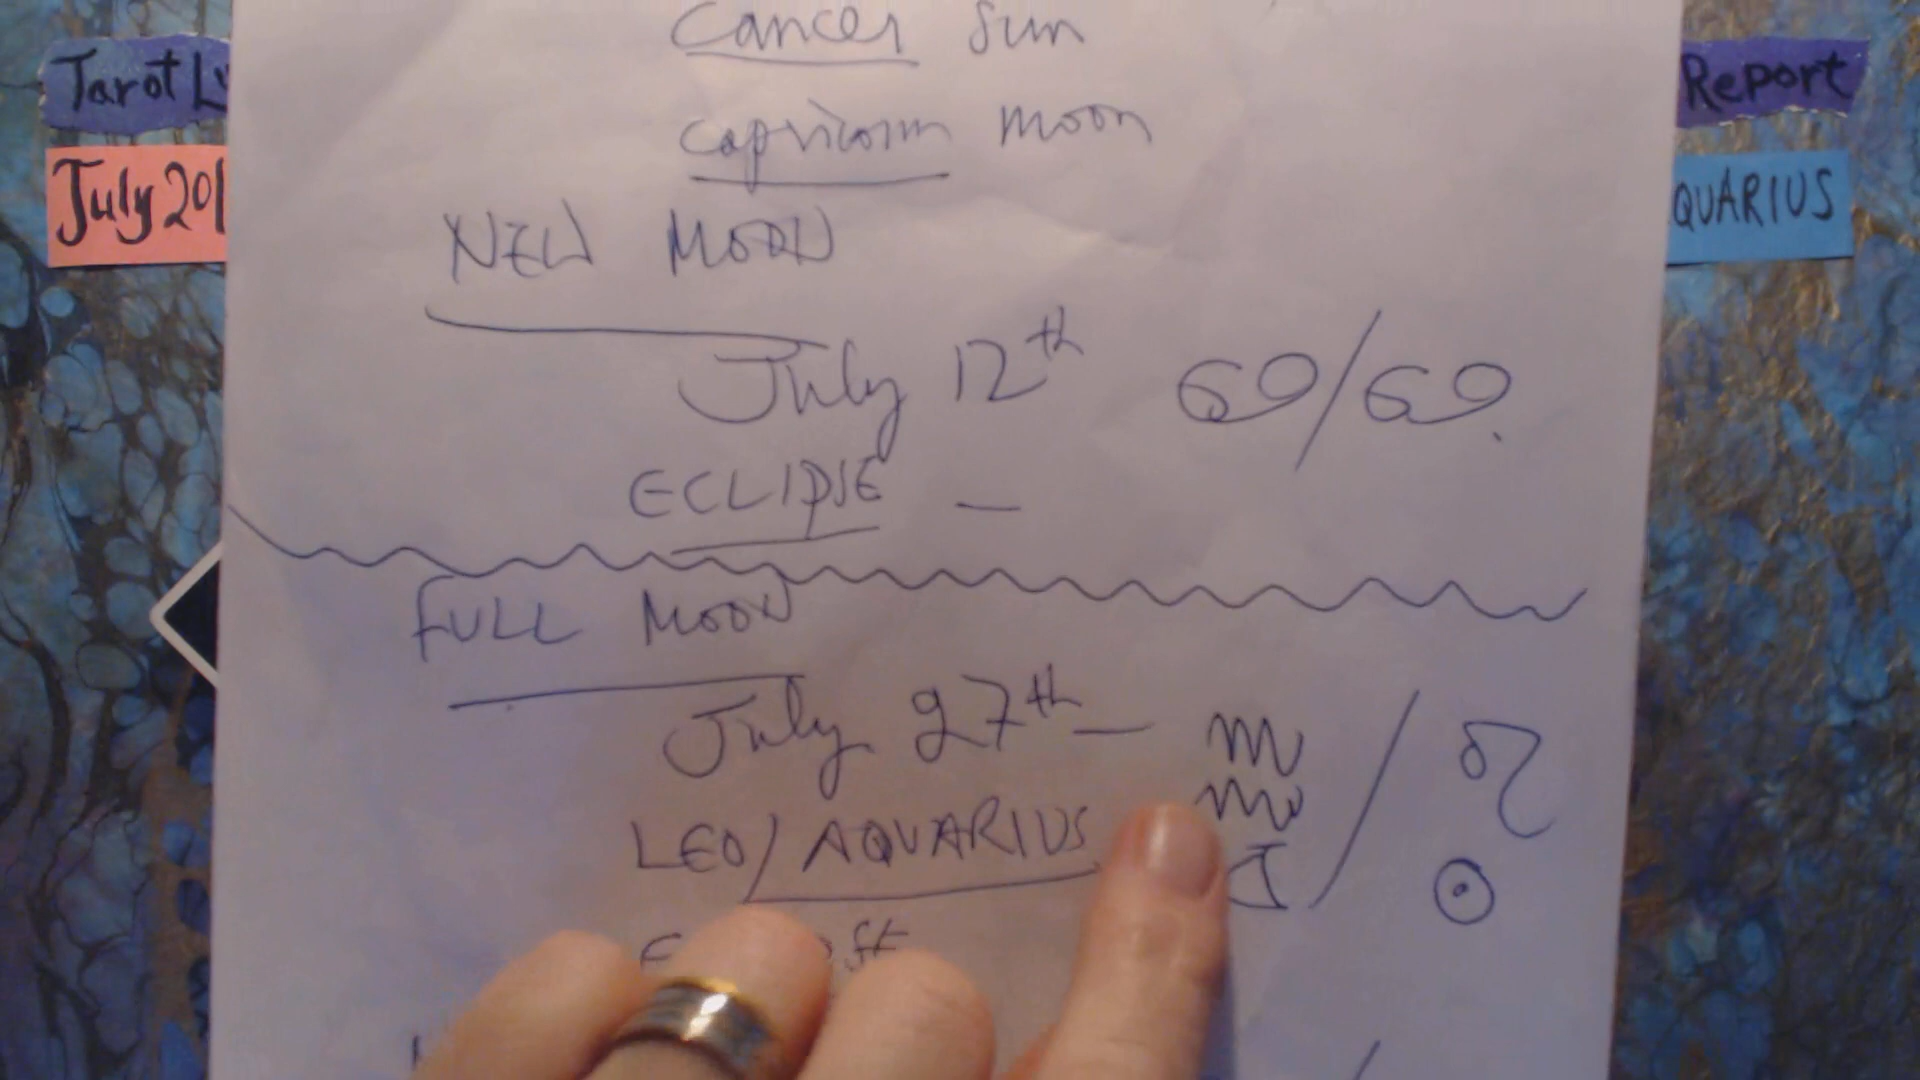 Cancer Sun
Capricorn Moon
Tarot
Report
July 201
QUARIUS
NEW MOON
July 12th ♋/♋
ECLIPSE –
FULL MOON
July 27th – ♒ / ♌
LEO/AQUARIUS ☽ ☉